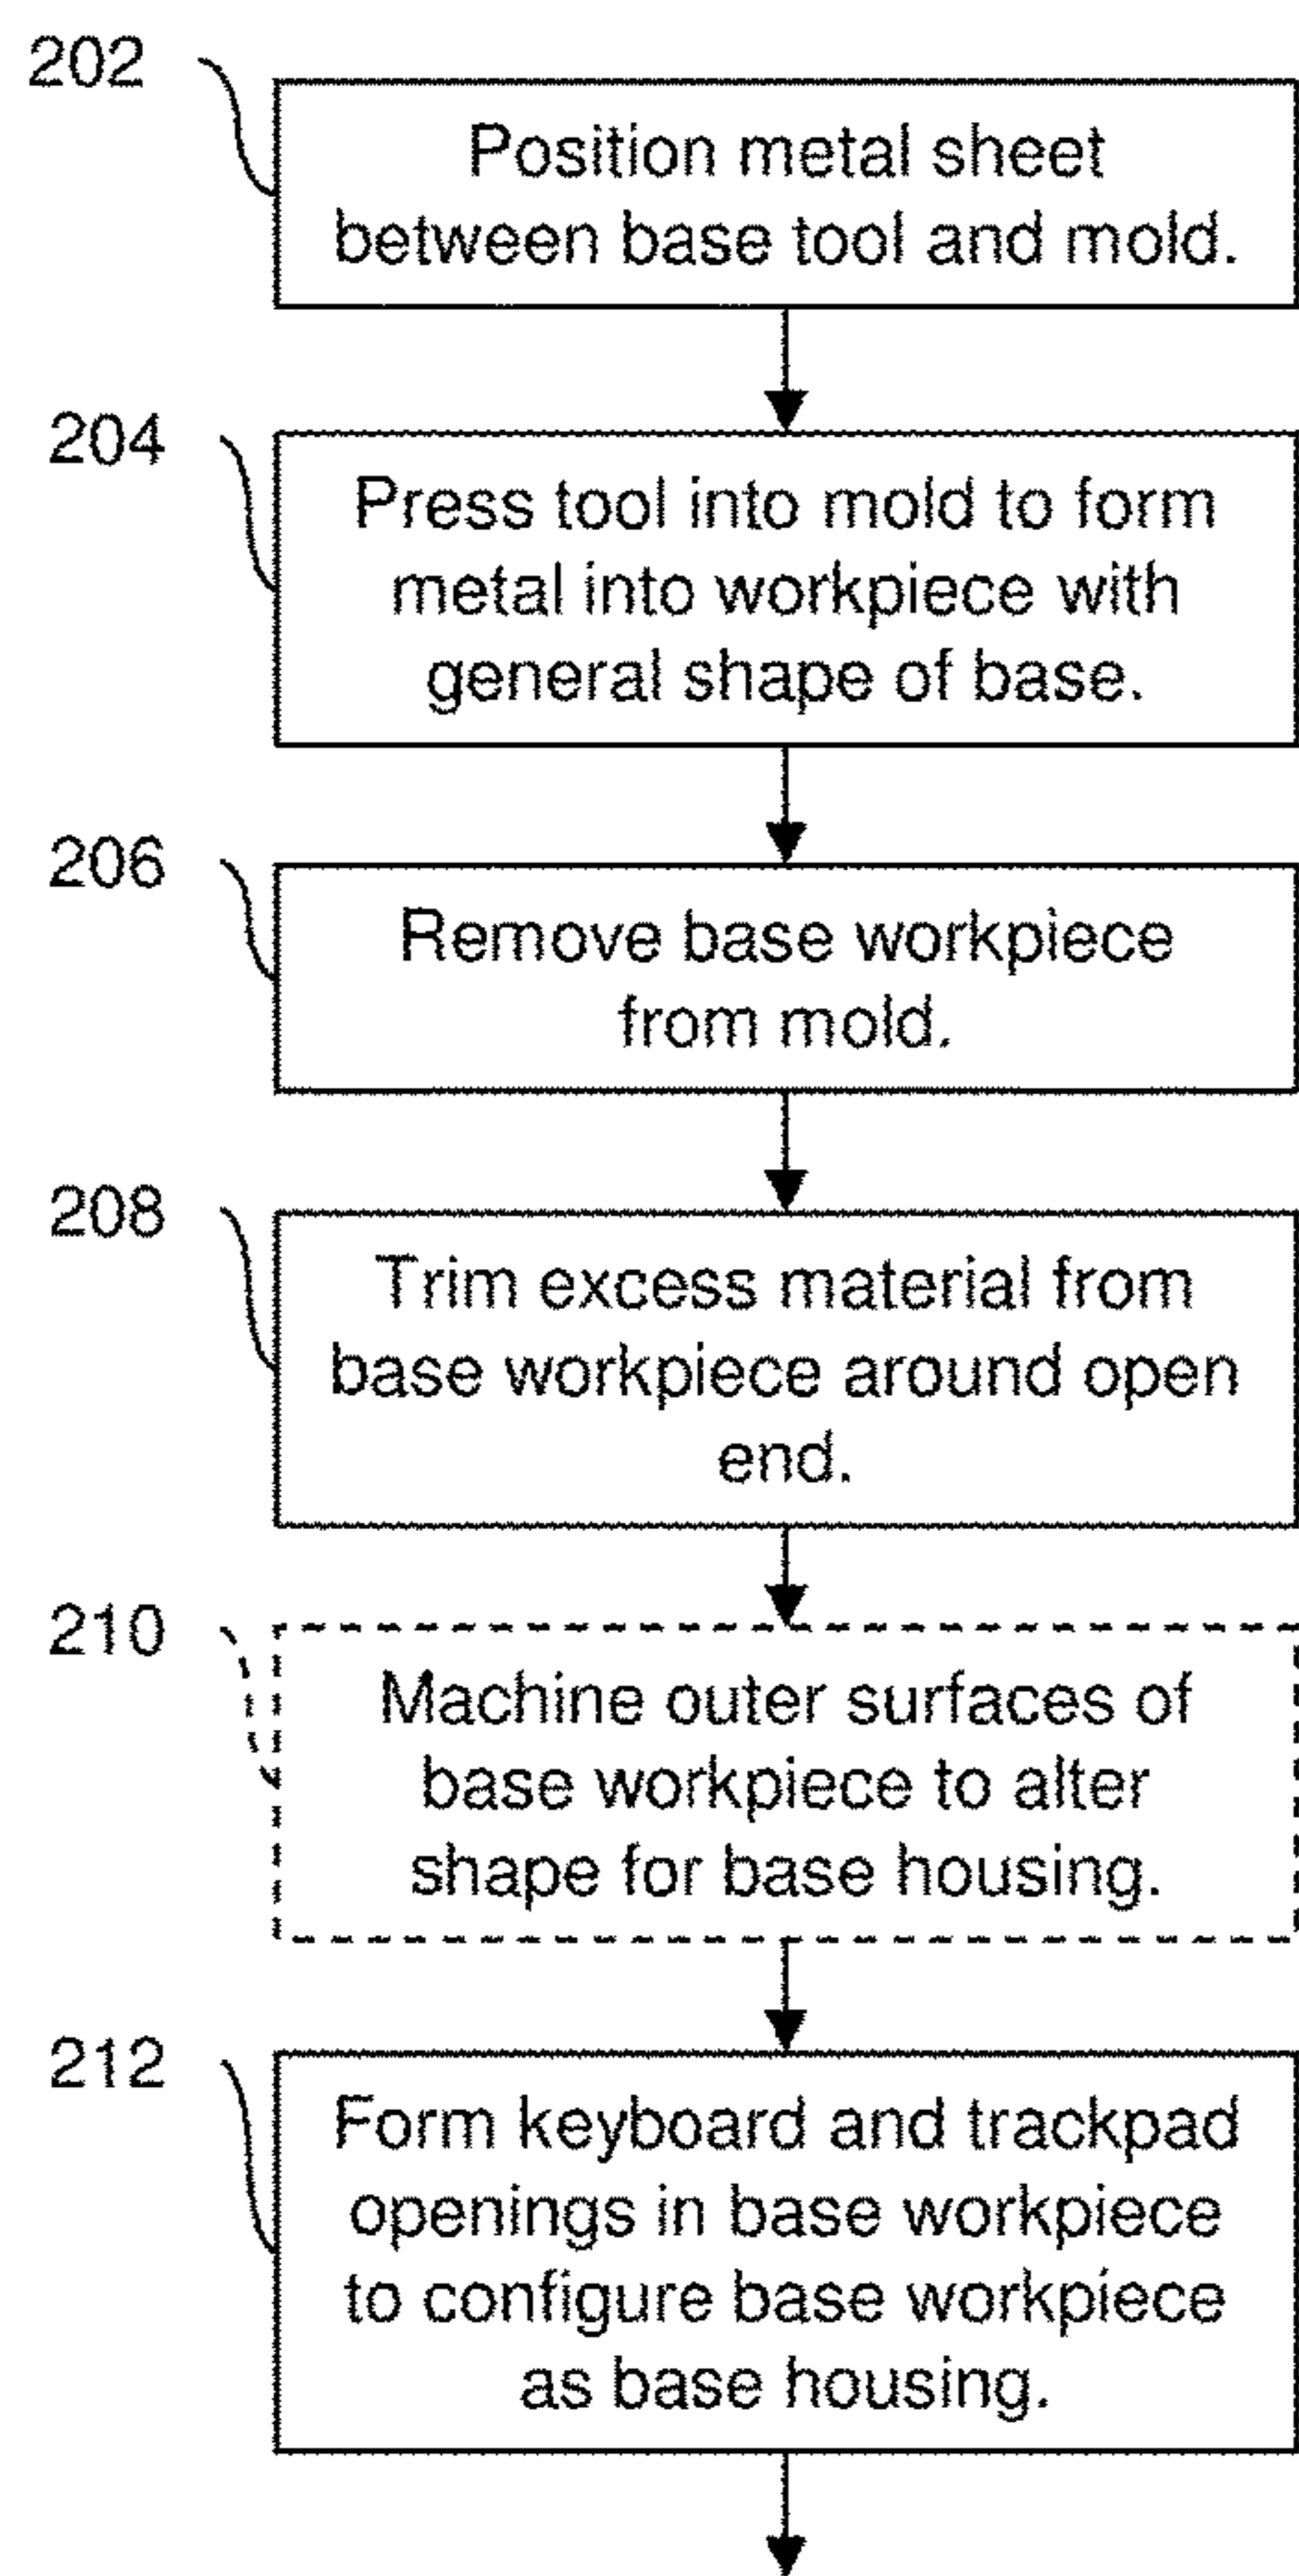 202
Position metal sheet
between base tool and mold.
204
Press tool into mold to form
metal into workpiece with
general shape of base.
206
Remove base workpiece
from mold.
208
Trim excess material from
base workpiece around open
end.
210
Machine outer surfaces of
base workpiece to alter
shape for base housing.
212
Form keyboard and trackpad
openings in base workpiece
to configure base workpiece
as base housing.